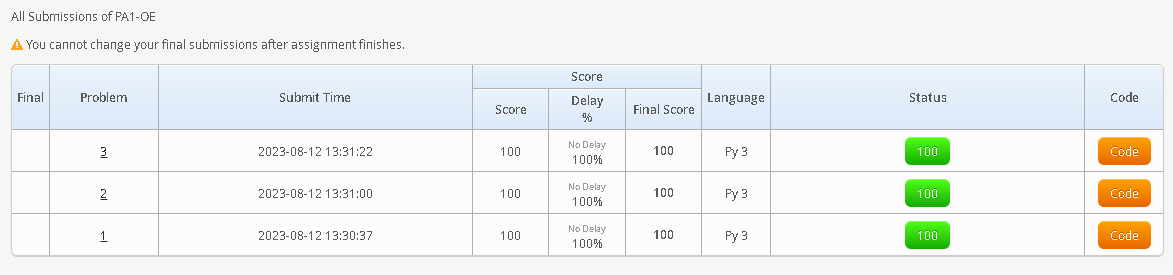 All Submissions of PA1-OE
You cannot change your final submissions after assignment finishes.
Final Problem Submit Time Score Language Status Code
Score Delay % Final Score
3 2023-08-12 13:31:22 100 No Delay 100% 100 Py 3 100 Code
2 2023-08-12 13:31:00 100 No Delay 100% 100 Py 3 100 Code
1 2023-08-12 13:30:37 100 No Delay 100% 100 Py 3 100 Code